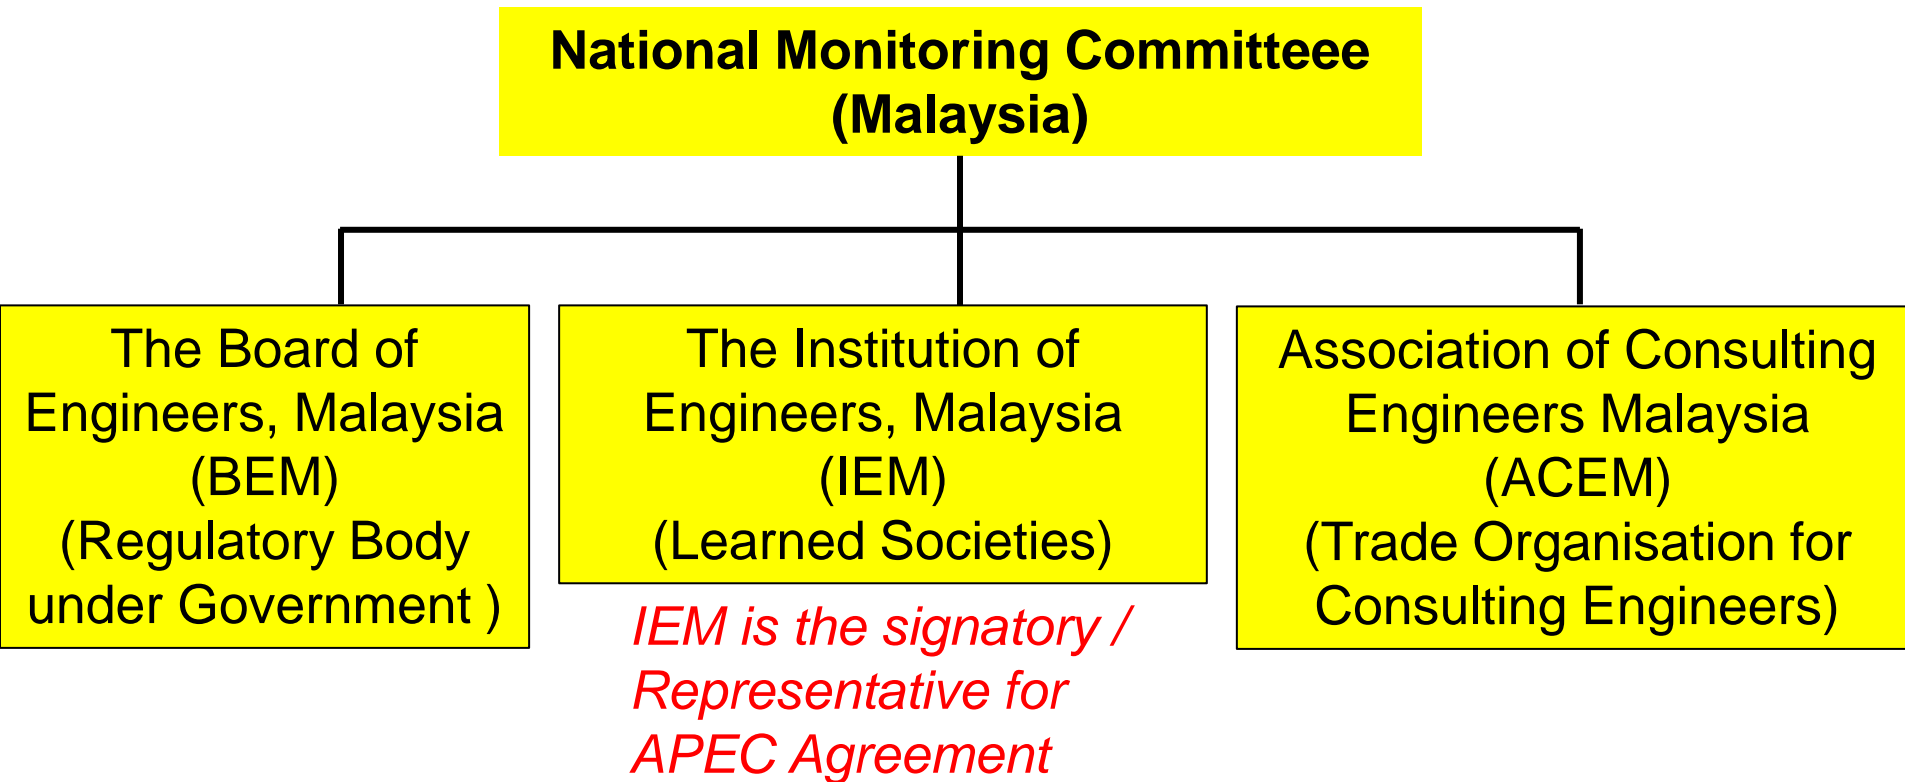 National Monitoring Committeee
(Malaysia)
The Board of
Engineers, Malaysia
(BEM)
(Regulatory Body
under Government )
The Institution of
Engineers, Malaysia
(IEM)
(Learned Societies)
IEM is the signatory /
Representative for
APEC Agreement
Association of Consulting
Engineers Malaysia
(ACEM)
(Trade Organisation for
Consulting Engineers)